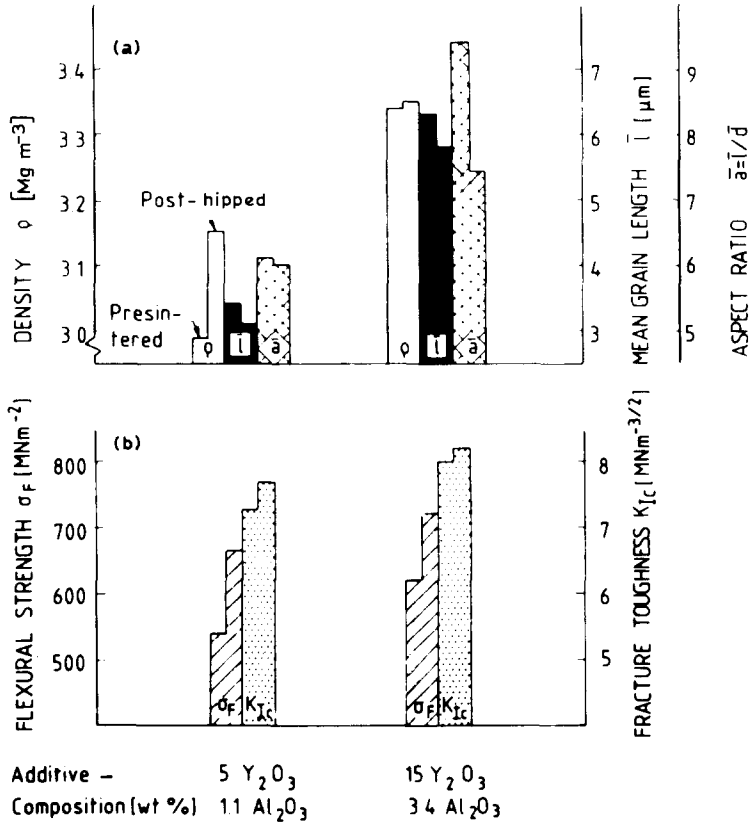 (a)
DENSITY ϱ [Mg m⁻³]
3.4
3.3
3.2
3.1
3.0
Post-hipped
Presin-
tered
ϱ l̄ ā
ϱ l̄ ā
7
6
5
4
3
MEAN GRAIN LENGTH l̄ [μm]
9
8
7
6
5
ASPECT RATIO ā=l̄/d̄
(b)
FLEXURAL STRENGTH σF [MNm⁻²]
800
700
600
500
σF KIc
σF KIc
8
7
6
5
FRACTURE TOUGHNESS KIc [MNm⁻³/²]
Additive – 5 Y₂O₃ 15 Y₂O₃
Composition [wt %] 1.1 Al₂O₃ 3.4 Al₂O₃